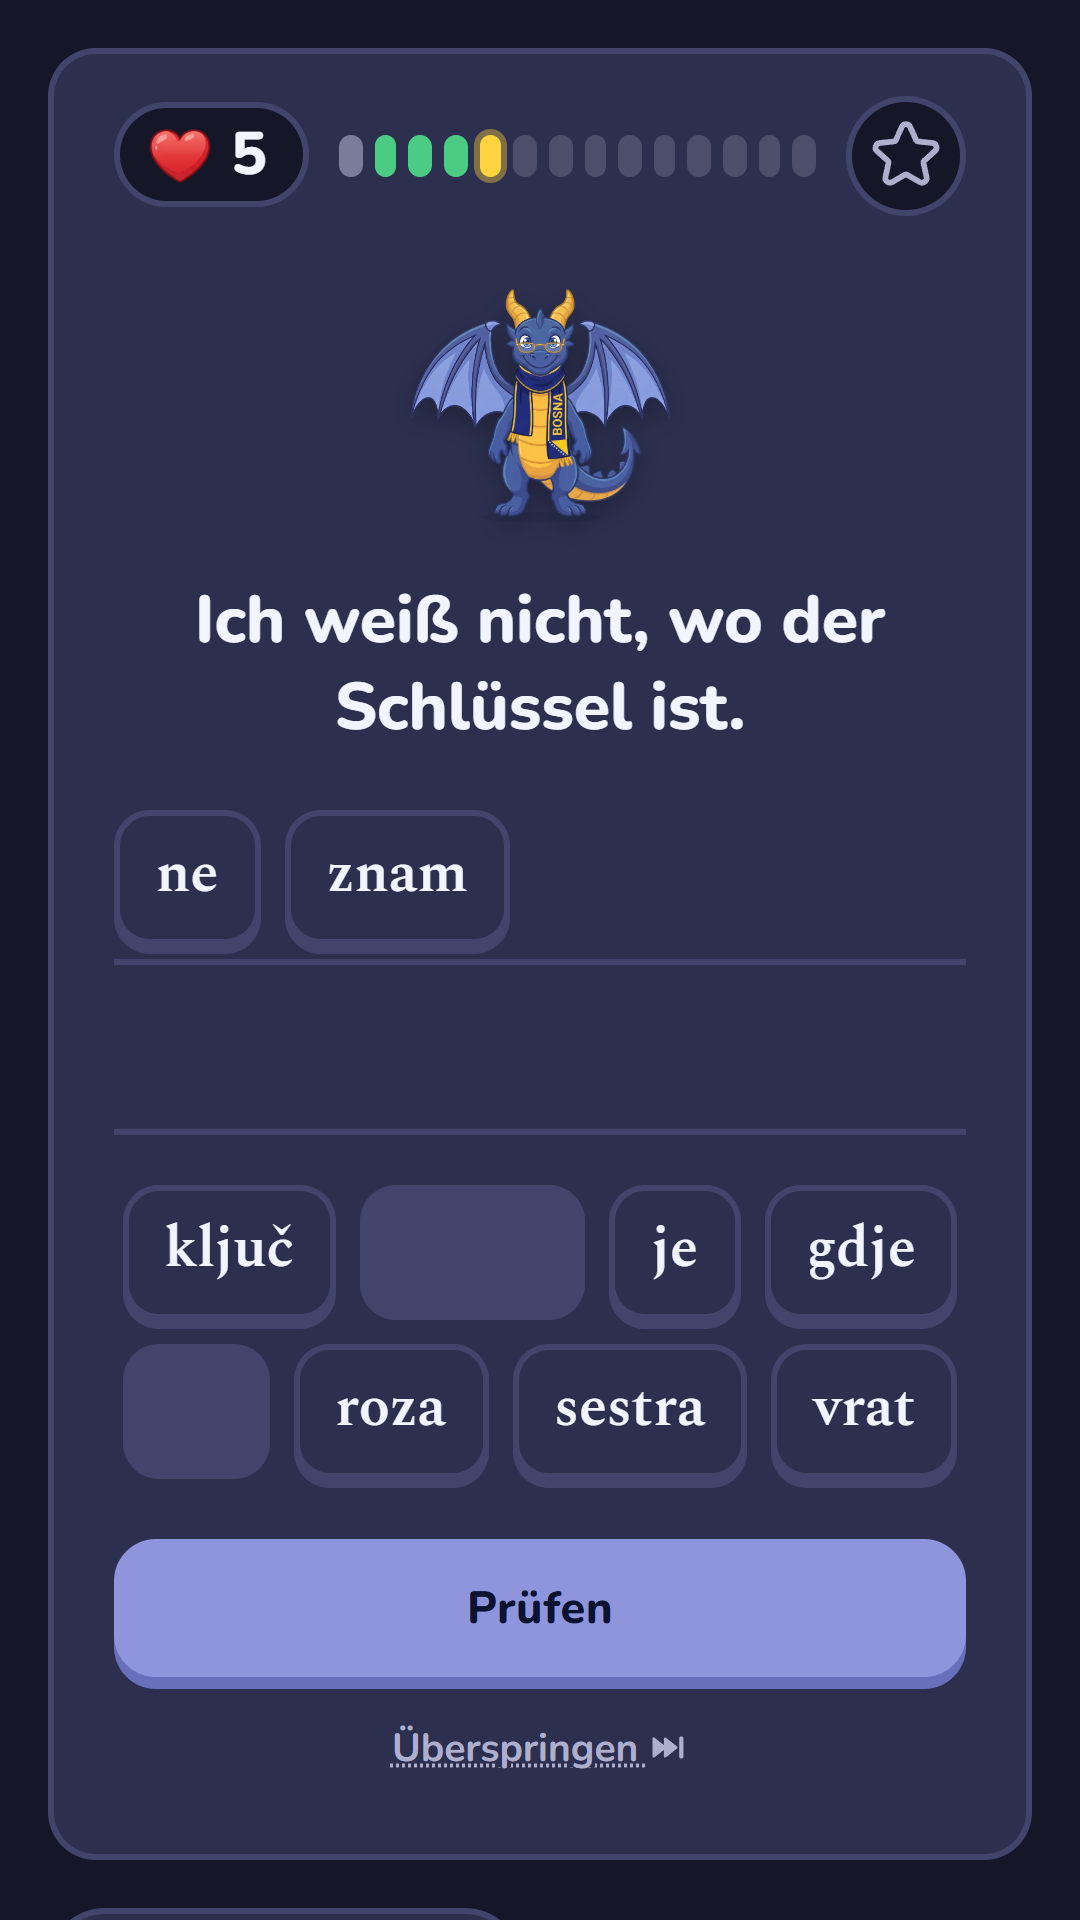 5
BOSNA
Ich weiß nicht, wo der
Schlüssel ist.
ne znam
ključ je gdje
roza sestra vrat
Prüfen
Überspringen